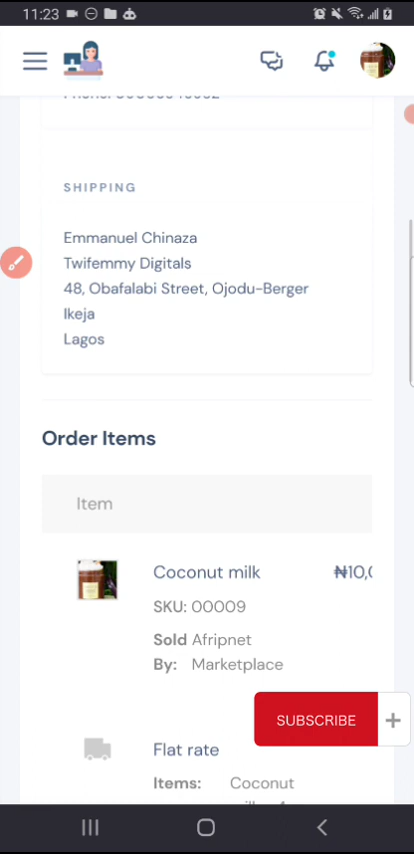 11:23
SHIPPING
Emmanuel Chinaza
Twifemmy Digitals
48, Obafalabi Street, Ojodu-Berger
Ikeja
Lagos
Order Items
Item
Coconut milk ₦10,
SKU: 00009
Sold Afripnet
By: Marketplace
SUBSCRIBE +
Flat rate
Items: Coconut